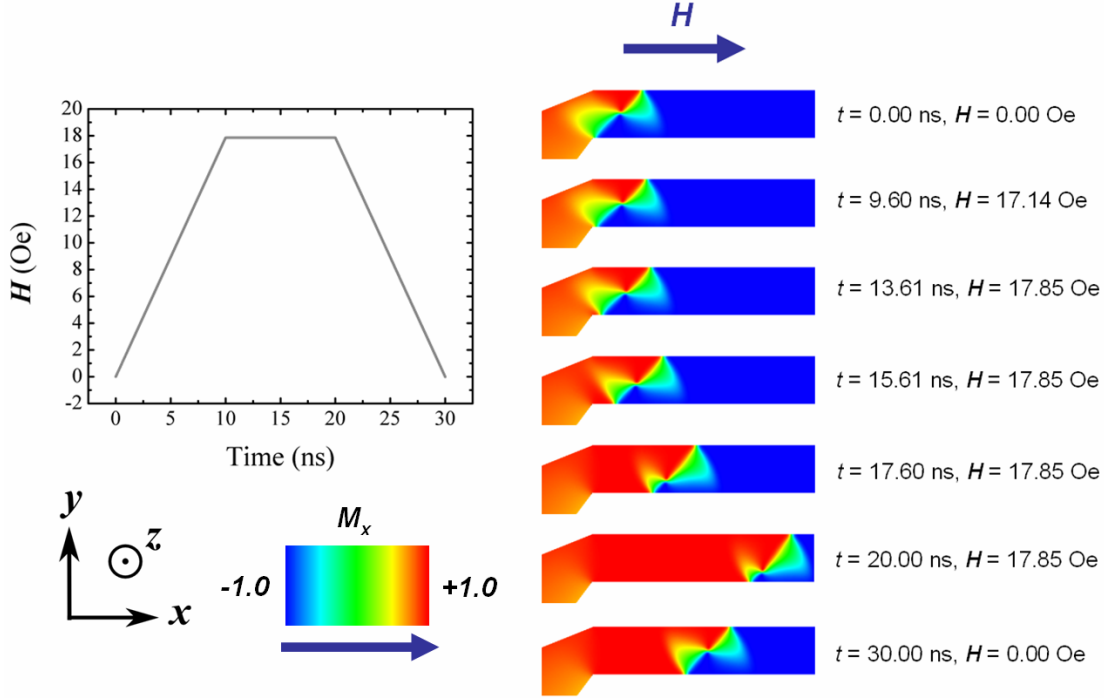 H
20
18
16
14
12
10
8
6
4
2
0
-2
H (Oe)
0 5 10 15 20 25 30
Time (ns)
y
z
x
Mx
-1.0
+1.0
t = 0.00 ns, H = 0.00 Oe
t = 9.60 ns, H = 17.14 Oe
t = 13.61 ns, H = 17.85 Oe
t = 15.61 ns, H = 17.85 Oe
t = 17.60 ns, H = 17.85 Oe
t = 20.00 ns, H = 17.85 Oe
t = 30.00 ns, H = 0.00 Oe